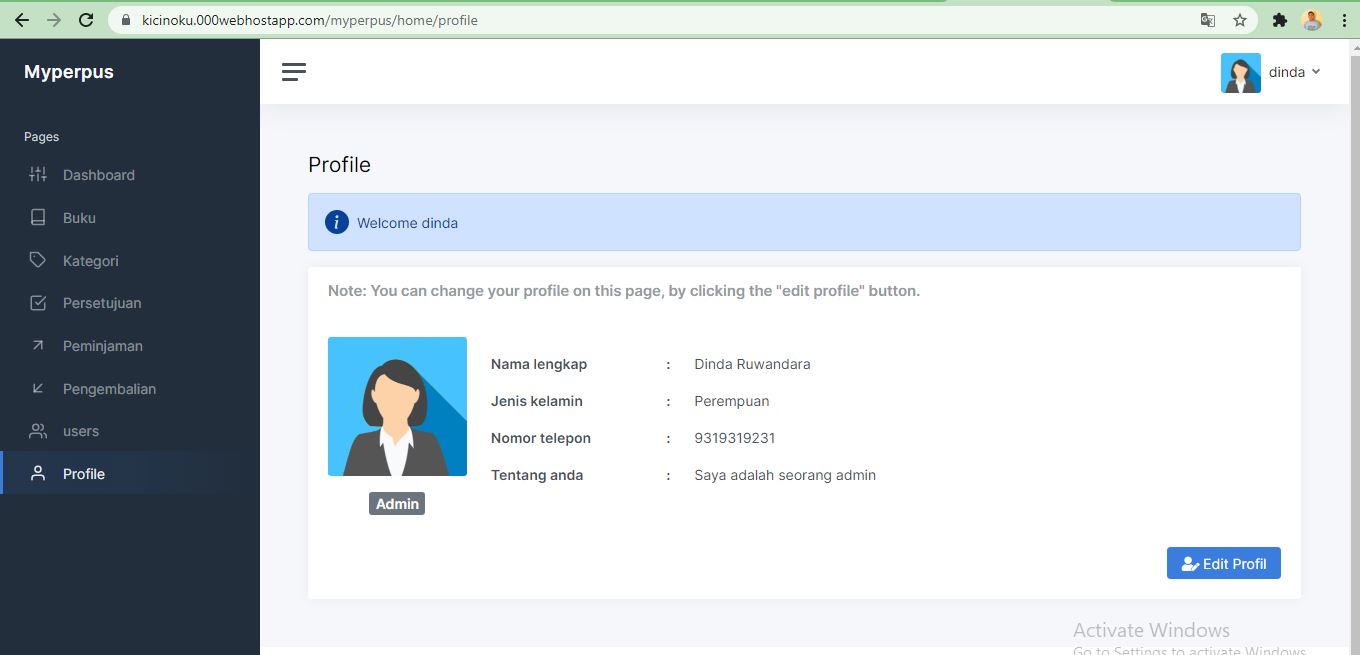 kicinoku.000webhostapp.com/myperpus/home/profile
Myperpus
dinda
Pages
Dashboard
Buku
Kategori
Persetujuan
Peminjaman
Pengembalian
users
Profile
Profile
i Welcome dinda
Note: You can change your profile on this page, by clicking the "edit profile" button.
Nama lengkap : Dinda Ruwandara
Jenis kelamin : Perempuan
Nomor telepon : 9319319231
Tentang anda : Saya adalah seorang admin
Admin
Edit Profil
Activate Windows
Go to Settings to activate Windows.